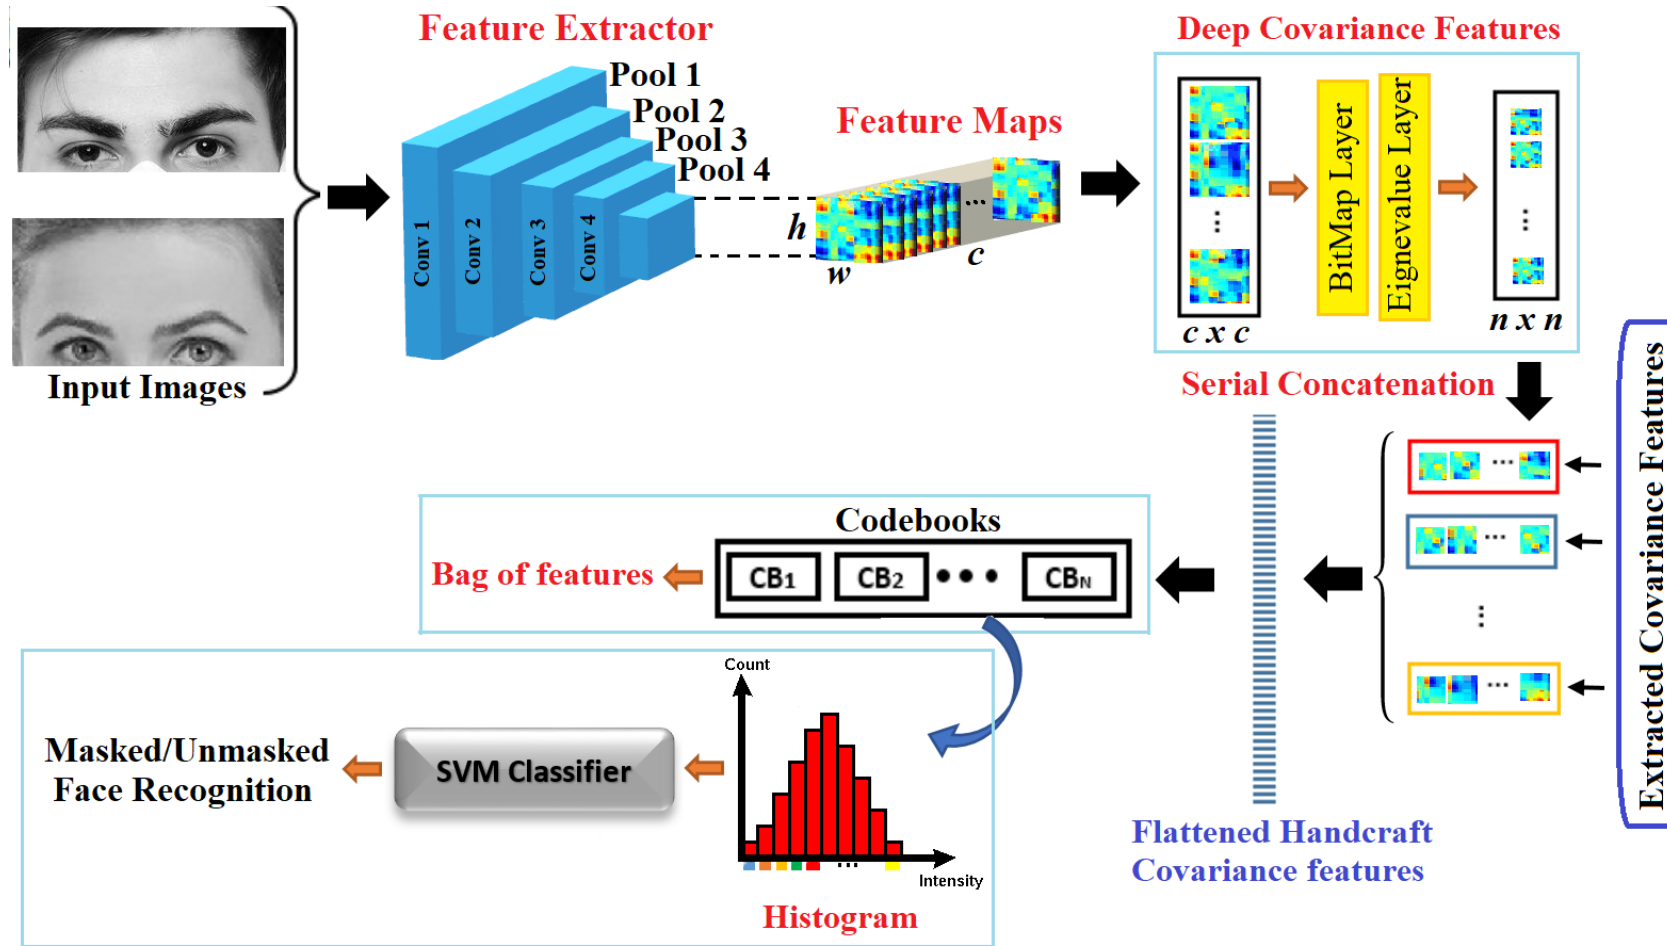 Feature Extractor
Pool 1
Pool 2
Pool 3
Pool 4
Conv 1
Conv 2
Conv 3
Conv 4
Input Images
Feature Maps
h
w
c
...
Deep Covariance Features
BitMap Layer
Eignevalue Layer
...
...
c x c
n x n
Serial Concatenation
Extracted Covariance Features
...
...
...
...
Flattened Handcraft
Covariance features
Codebooks
CB1
CB2
•••
CBN
Bag of features
Count
...
Intensity
Histogram
SVM Classifier
Masked/Unmasked
Face Recognition